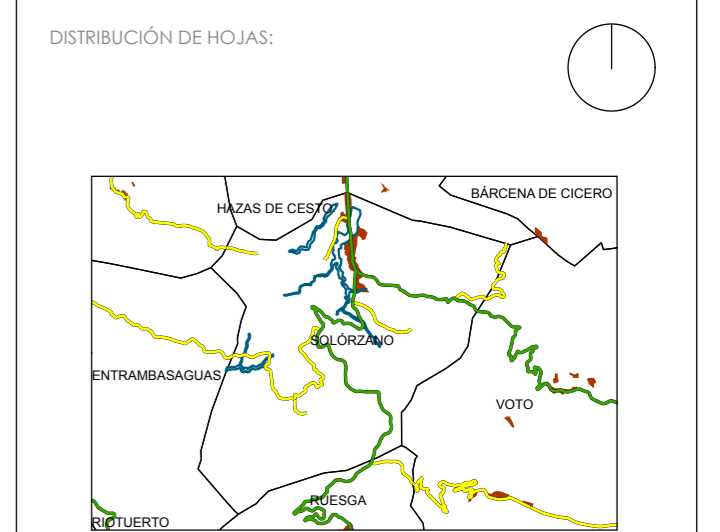 DISTRIBUCIÓN DE HOJAS:
BÁRCENA DE CICERO
HAZAS DE CESTO
SOLÓRZANO
ENTRAMBASAGUAS
VOTO
RUESGA
RIOTUERTO